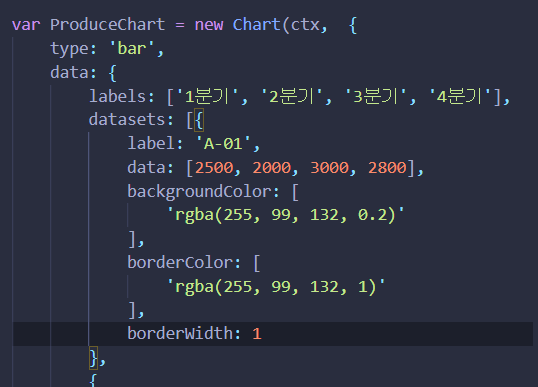 var ProduceChart = new Chart(ctx,  {
    type: 'bar',
    data: {
        labels: ['1분기', '2분기', '3분기', '4분기'],
        datasets: [{
            label: 'A-01',
            data: [2500, 2000, 3000, 2800],
            backgroundColor: [
                'rgba(255, 99, 132, 0.2)'
            ],
            borderColor: [
                'rgba(255, 99, 132, 1)'
            ],
            borderWidth: 1
        },
        {